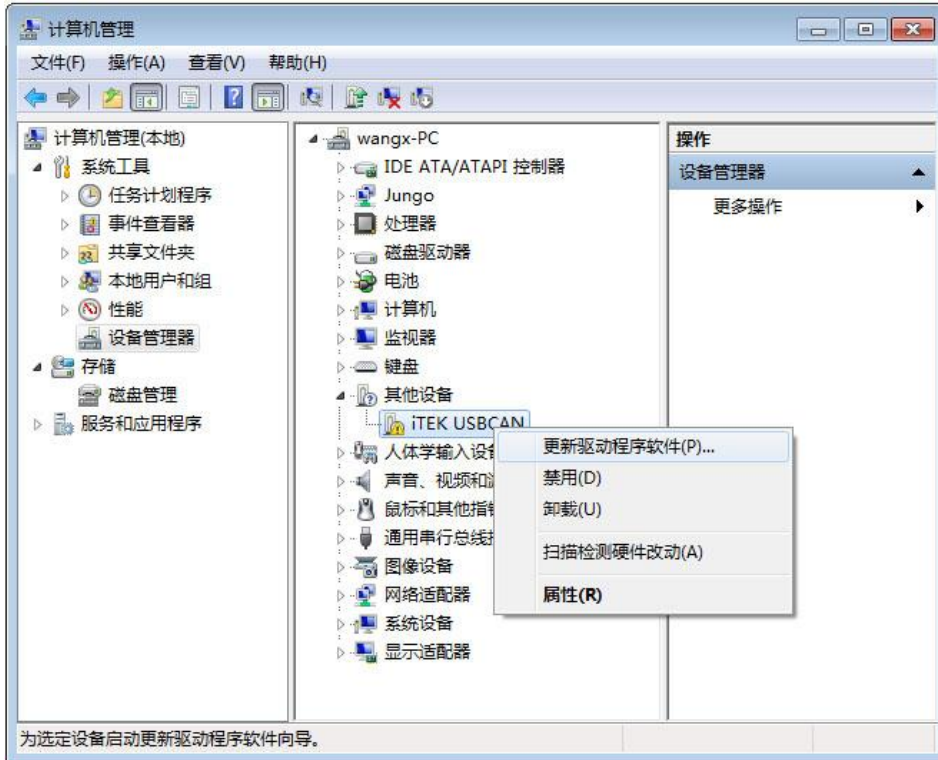 计算机管理
文件(F) 操作(A) 查看(V) 帮助(H)
计算机管理(本地)
系统工具
任务计划程序
事件查看器
共享文件夹
本地用户和组
性能
设备管理器
存储
磁盘管理
服务和应用程序
wangx-PC
IDE ATA/ATAPI 控制器
Jungo
处理器
磁盘驱动器
电池
计算机
监视器
键盘
其他设备
iTEK USBCAN
人体学输入设备
声音、视频和游
鼠标和其他指针
通用串行总线控
图像设备
网络适配器
系统设备
显示适配器
更新驱动程序软件(P)...
禁用(D)
卸载(U)
扫描检测硬件改动(A)
属性(R)
操作
设备管理器
更多操作
为选定设备启动更新驱动程序软件向导。